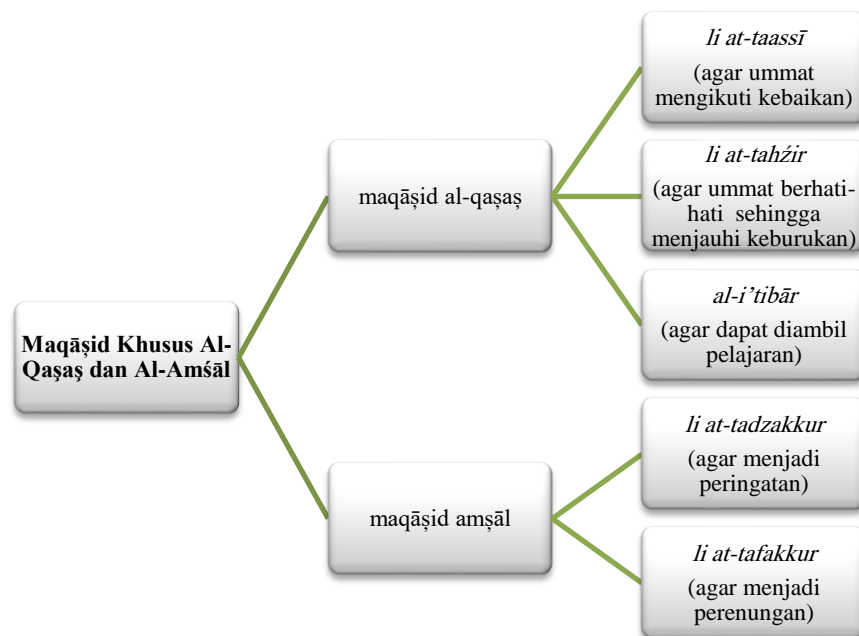 Maqāṣid Khusus Al-
Qaṣaṣ dan Al-Amśāl
maqāṣid al-qaṣaṣ
li at-taassī
(agar ummat
mengikuti kebaikan)
li at-tahźir
(agar ummat berhati-
hati sehingga
menjauhi keburukan)
al-i’tibār
(agar dapat diambil
pelajaran)
maqāṣid amṣāl
li at-tadzakkur
(agar menjadi
peringatan)
li at-tafakkur
(agar menjadi
perenungan)